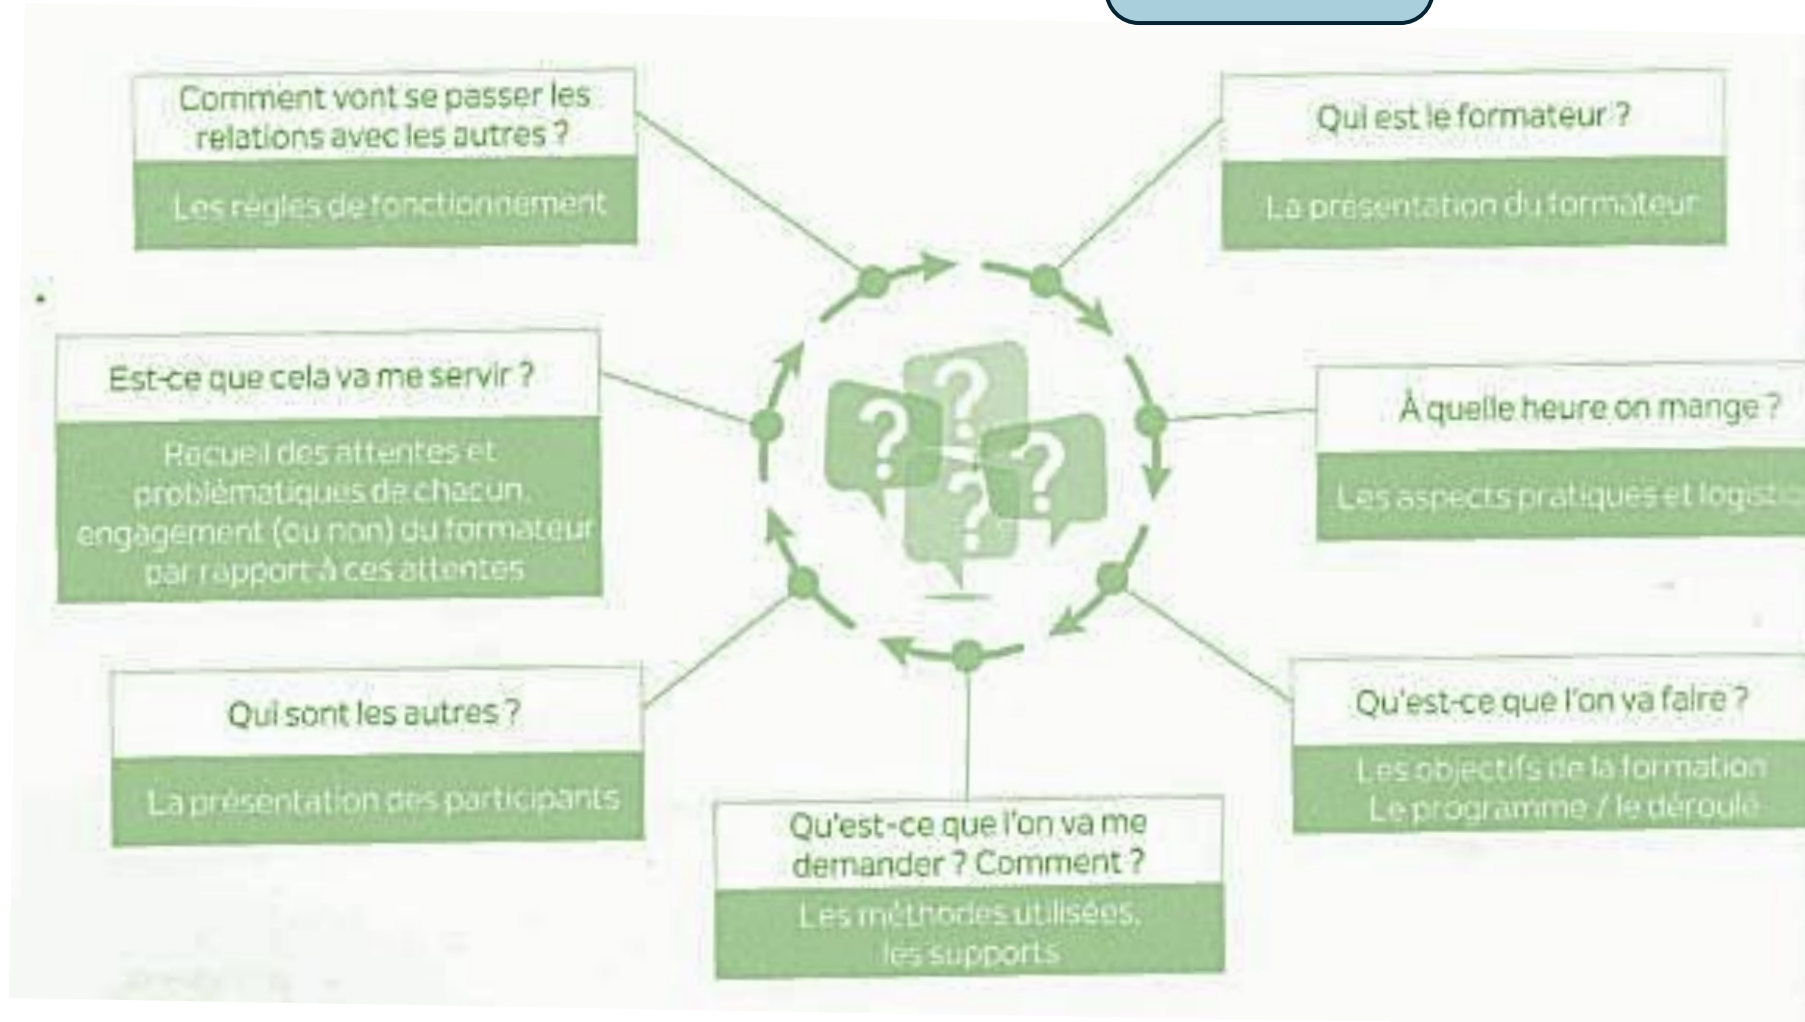 Comment vont se passer les
relations avec les autres ?
Les règles de fonctionnement
Qui est le formateur ?
La présentation du formateur
Est-ce que cela va me servir ?
Recueil des attentes et
problématiques de chacun,
engagement (ou non) du formateur
par rapport à ces attentes
À quelle heure on mange ?
Les aspects pratiques et
Qui sont les autres ?
La présentation des participants
Qu'est-ce que l'on va me
demander ? Comment ?
Les méthodes utilisées,
les supports
Qu'est-ce que l'on va faire ?
Les objectifs de la formation
Le programme / le déroulé
? ? ? ?